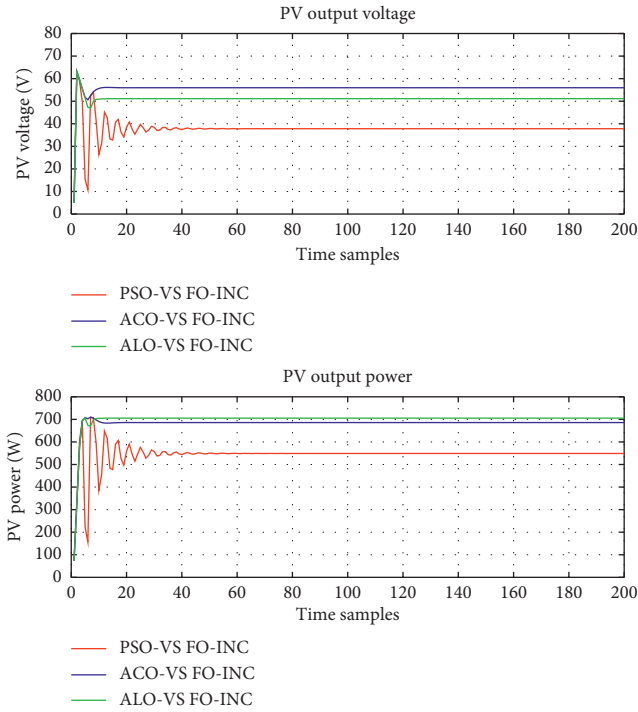 PV output voltage
80
70
60
50
40
30
20
10
0
PV voltage (V)
0 20 40 60 80 100 120 140 160 180 200
Time samples
PSO-VS FO-INC
ACO-VS FO-INC
ALO-VS FO-INC
PV output power
800
700
600
500
400
300
200
100
0
PV power (W)
0 20 40 60 80 100 120 140 160 180 200
Time samples
PSO-VS FO-INC
ACO-VS FO-INC
ALO-VS FO-INC